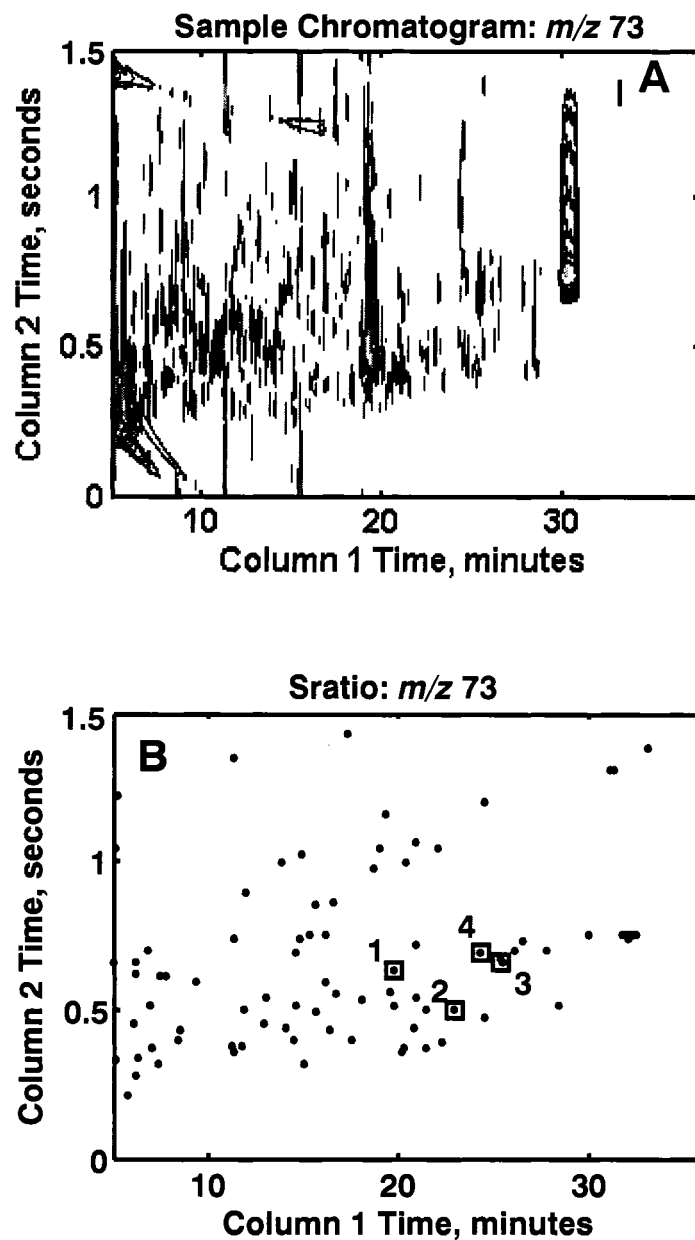 Sample Chromatogram: m/z 73
A
1.5
1
0.5
0
Column 2 Time, seconds
10 20 30
Column 1 Time, minutes
Sratio: m/z 73
B
1.5
1
0.5
0
Column 2 Time, seconds
1
4
2
3
10 20 30
Column 1 Time, minutes